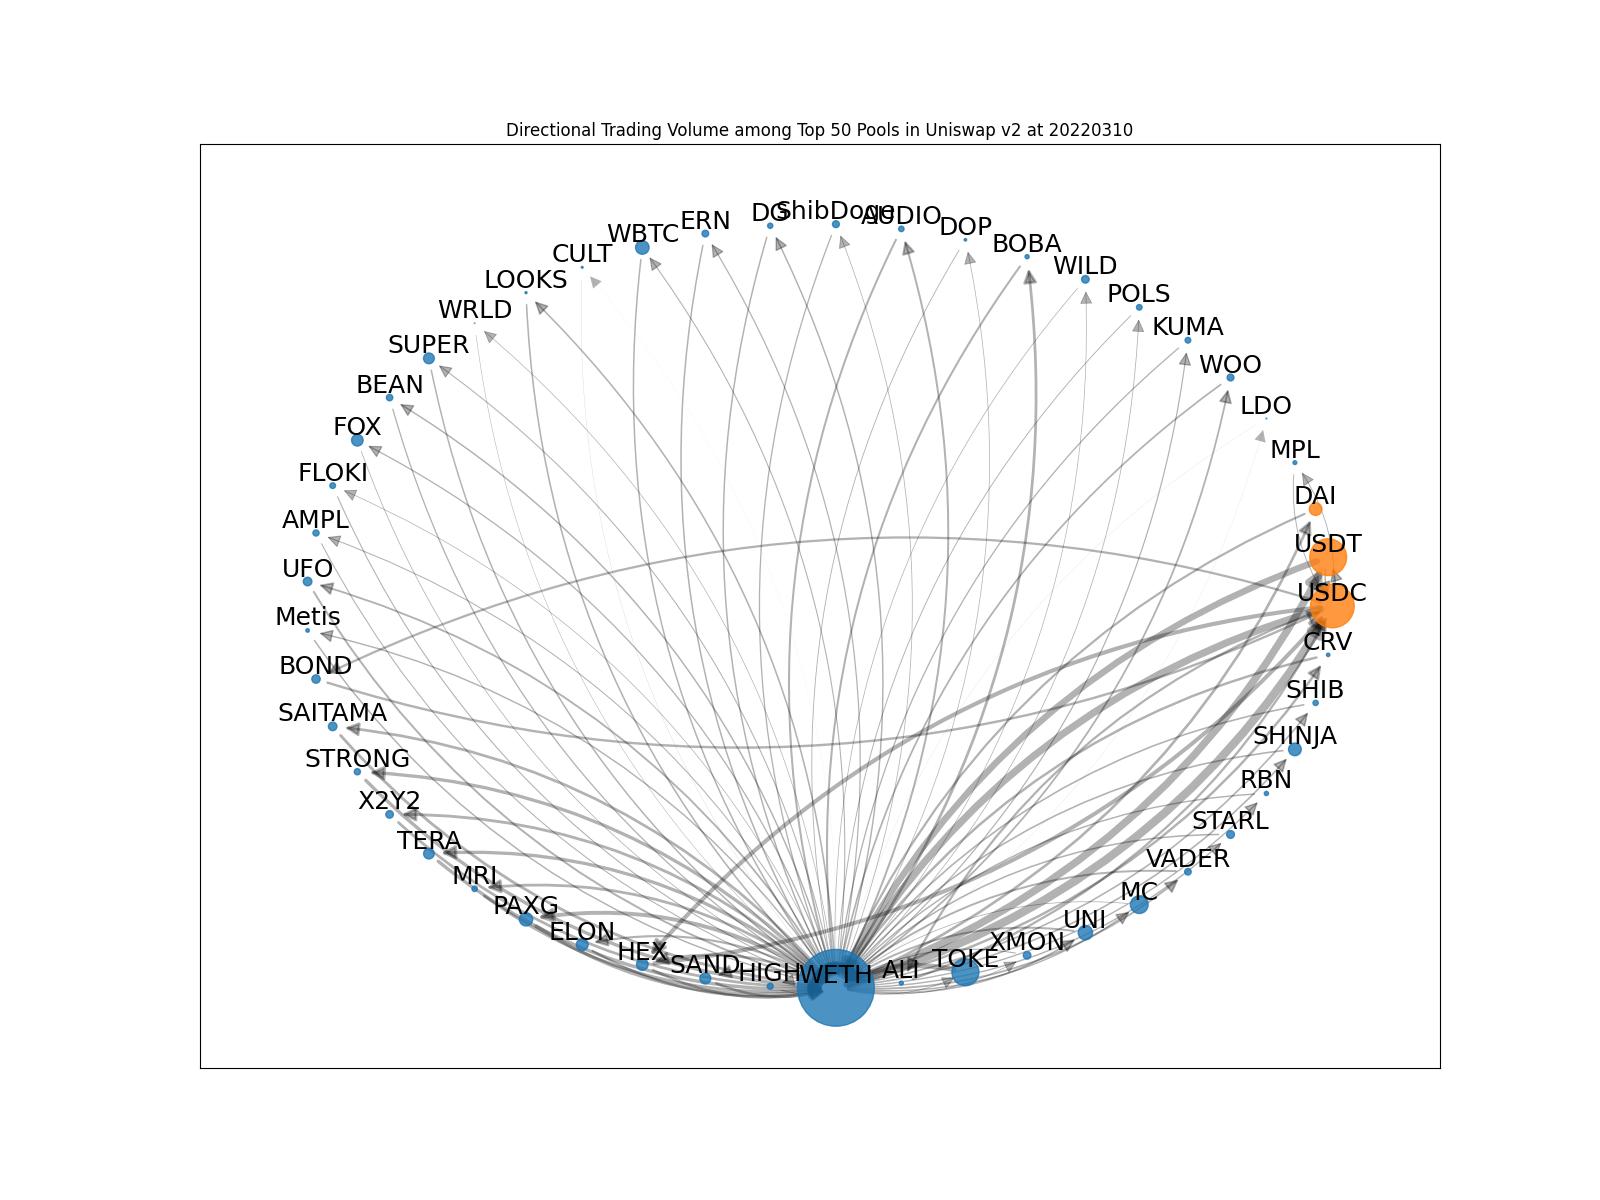 Directional Trading Volume among Top 50 Pools in Uniswap v2 at 20220310
DG
ShibDoge
AUDIO
ERN
DOP
WBTC
BOBA
CULT
WILD
LOOKS
POLS
WRLD
KUMA
SUPER
WOO
BEAN
LDO
FOX
MPL
FLOKI
DAI
AMPL
USDT
UFO
USDC
Metis
CRV
BOND
SHIB
SAITAMA
SHINJA
STRONG
RBN
X2Y2
STARL
TERA
VADER
MRI
MC
PAXG
UNI
ELON
XMON
HEX
TOKE
SAND
ALI
HIGH
WETH